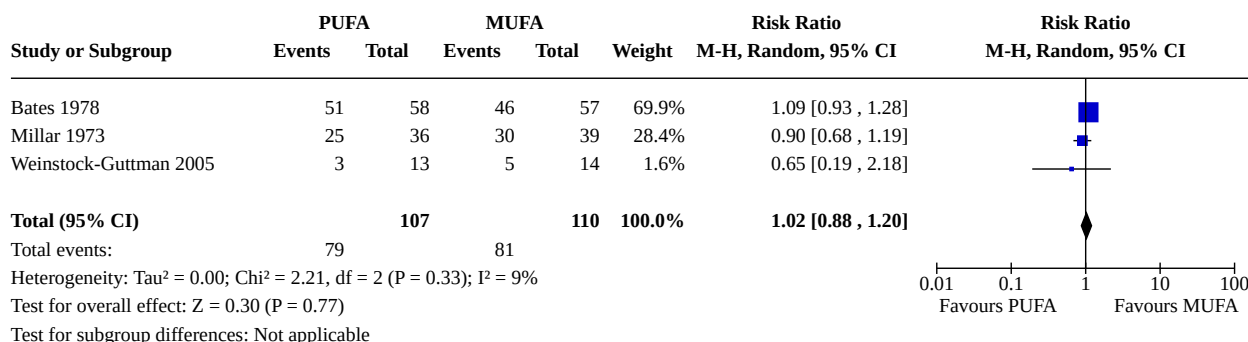 PUFA MUFA Risk Ratio Risk Ratio
Study or Subgroup Events Total Events Total Weight M-H, Random, 95% CI M-H, Random, 95% CI
Bates 1978 51 58 46 57 69.9% 1.09 [0.93 , 1.28]
Millar 1973 25 36 30 39 28.4% 0.90 [0.68 , 1.19]
Weinstock-Guttman 2005 3 13 5 14 1.6% 0.65 [0.19 , 2.18]
Total (95% CI) 107 110 100.0% 1.02 [0.88 , 1.20]
Total events: 79 81
Heterogeneity: Tau² = 0.00; Chi² = 2.21, df = 2 (P = 0.33); I² = 9%
0.01 0.1 1 10 100
Test for overall effect: Z = 0.30 (P = 0.77) Favours PUFA Favours MUFA
Test for subgroup differences: Not applicable